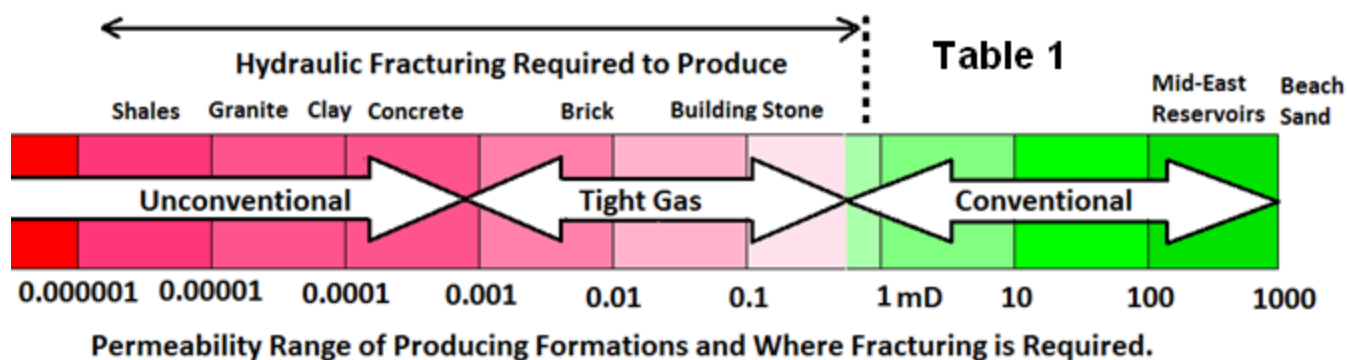 Hydraulic Fracturing Required to Produce
Table 1
Shales Granite Clay Concrete Brick Building Stone Mid-East Reservoirs Beach Sand
Unconventional Tight Gas Conventional
0.000001 0.00001 0.0001 0.001 0.01 0.1 1 mD 10 100 1000
Permeability Range of Producing Formations and Where Fracturing is Required.